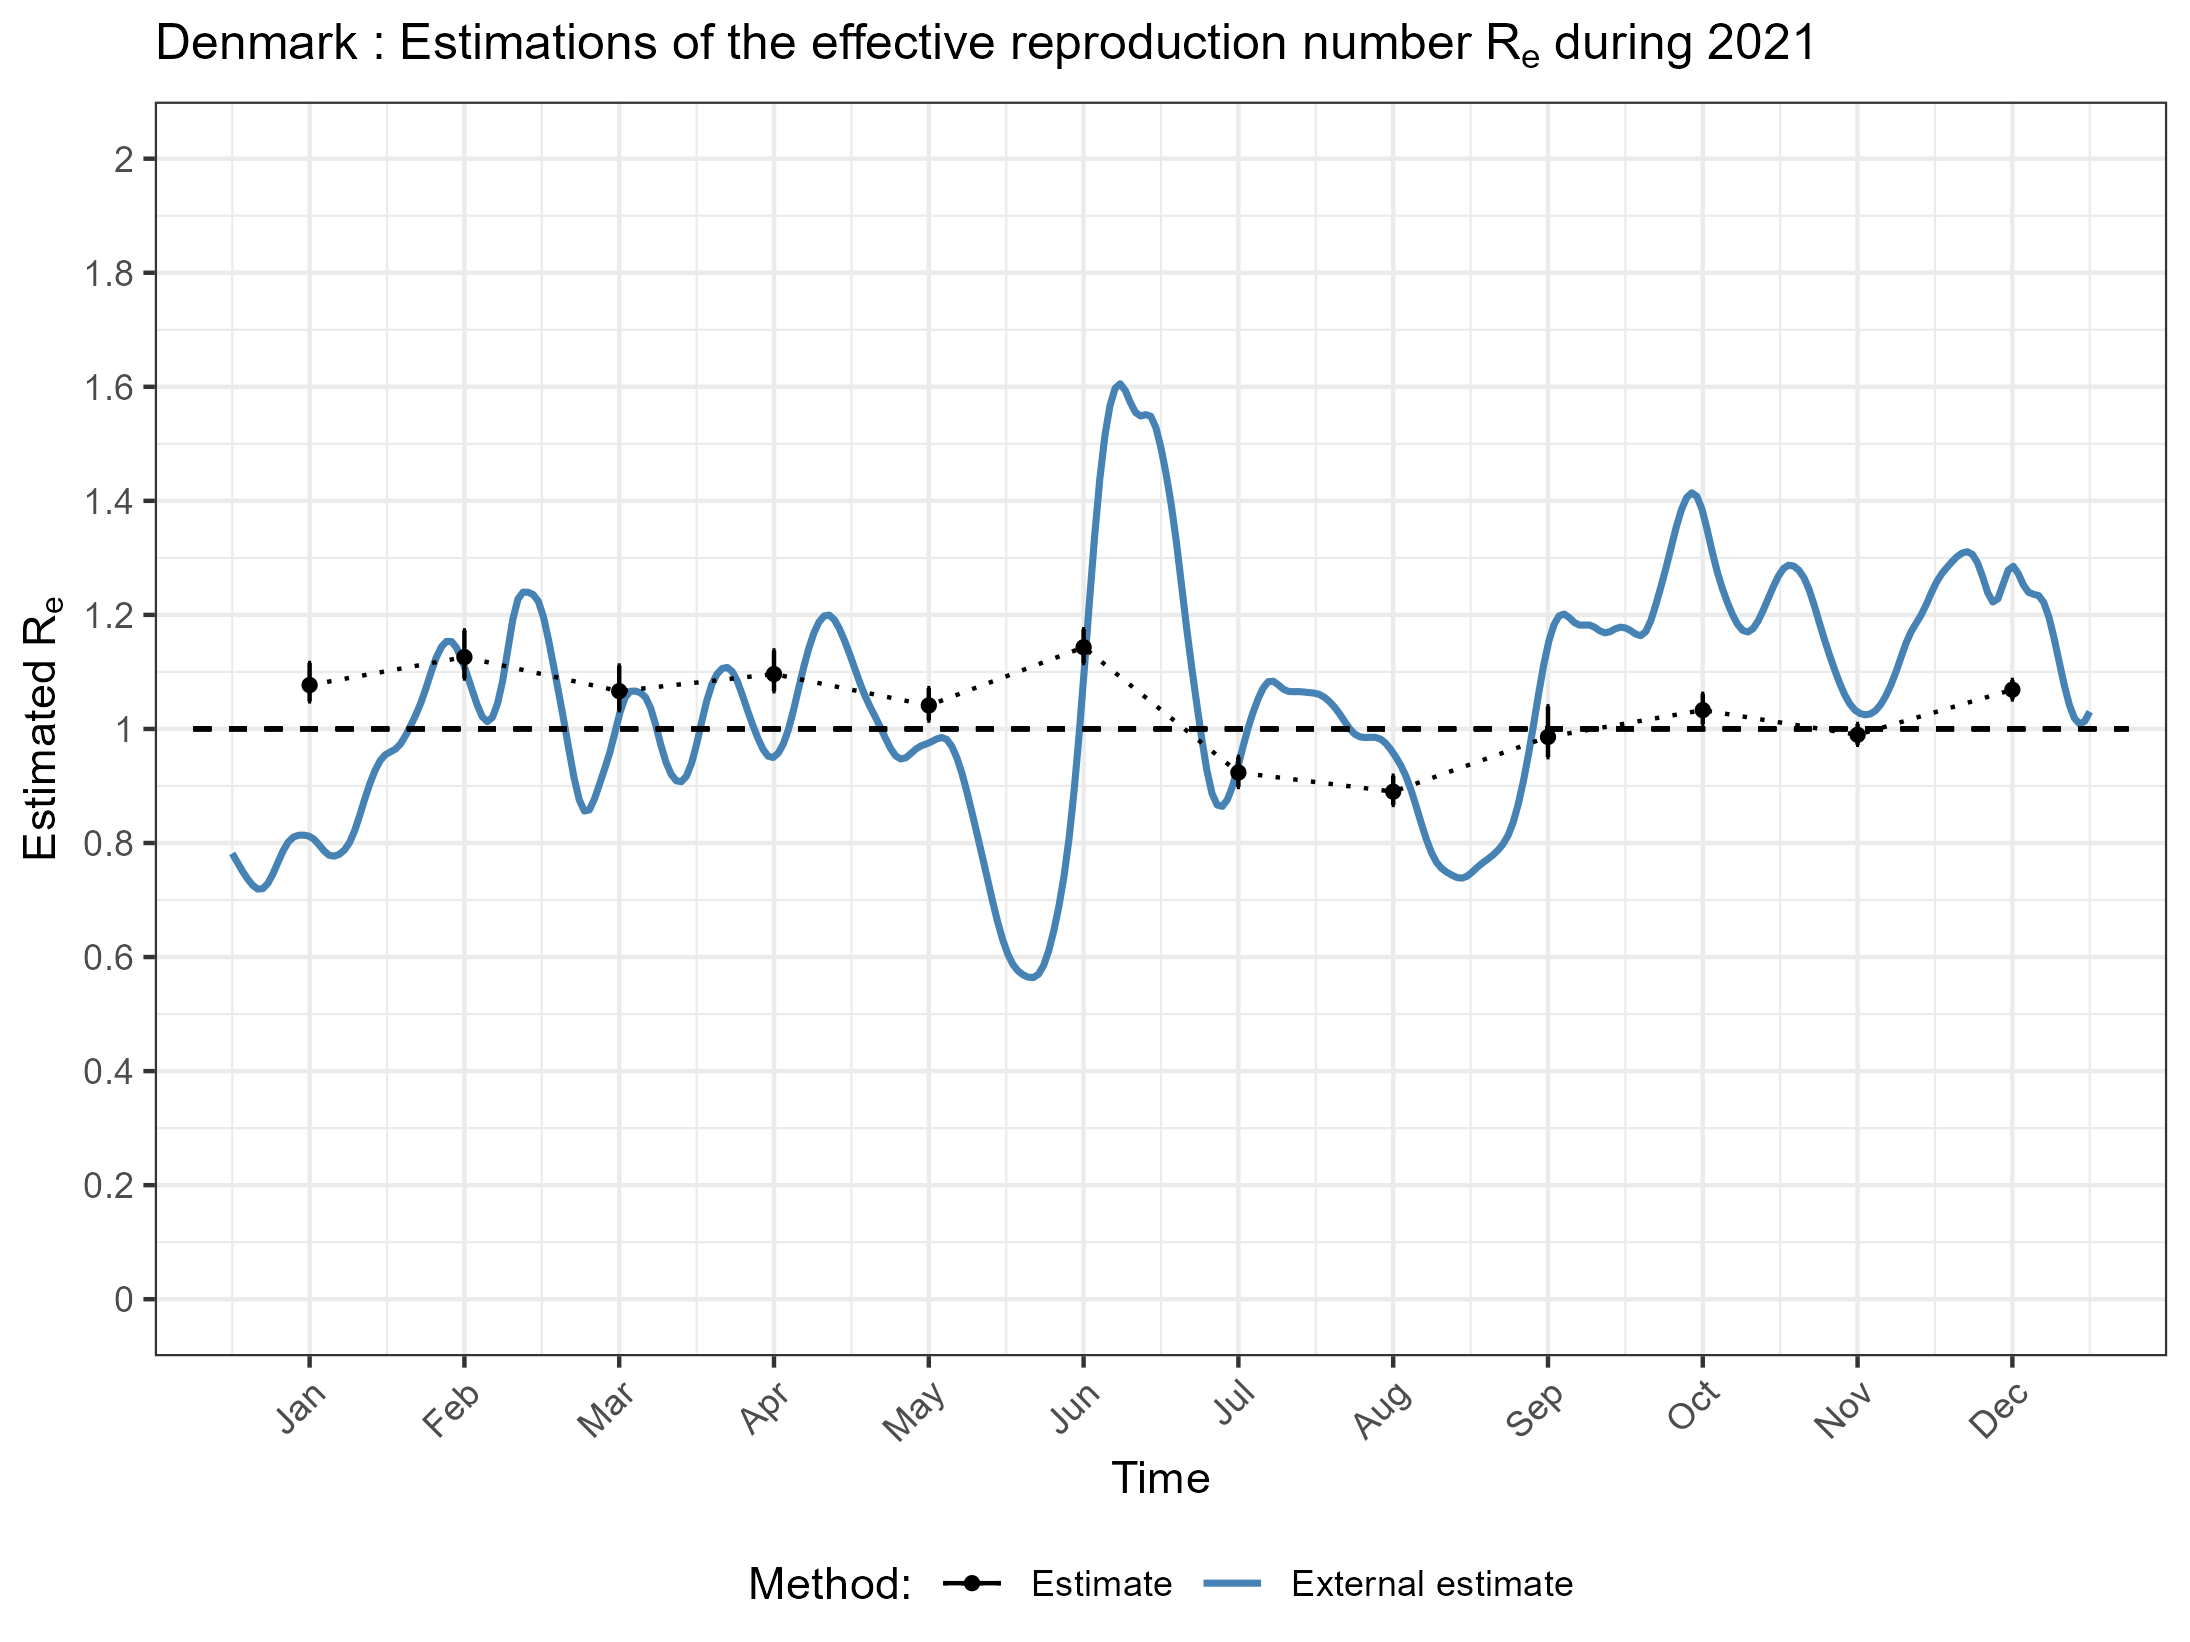 Denmark : Estimations of the effective reproduction number Re during 2021
Estimated Re
2
1.8
1.6
1.4
1.2
1
0.8
0.6
0.4
0.2
0
Jan Feb Mar Apr May Jun Jul Aug Sep Oct Nov Dec
Time
Method: Estimate External estimate